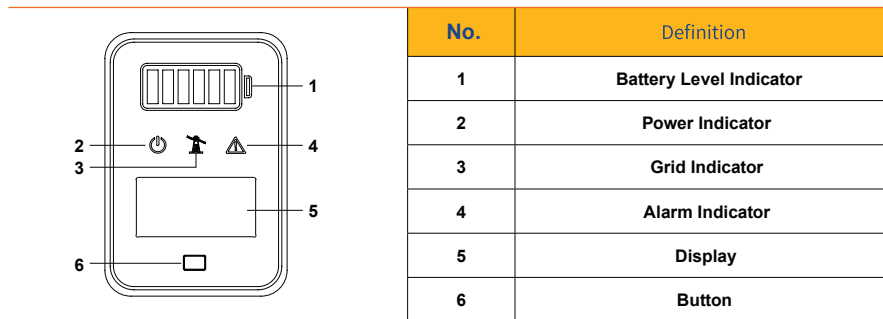 1
2
4
3
5
6
No. Definition
1 Battery Level Indicator
2 Power Indicator
3 Grid Indicator
4 Alarm Indicator
5 Display
6 Button